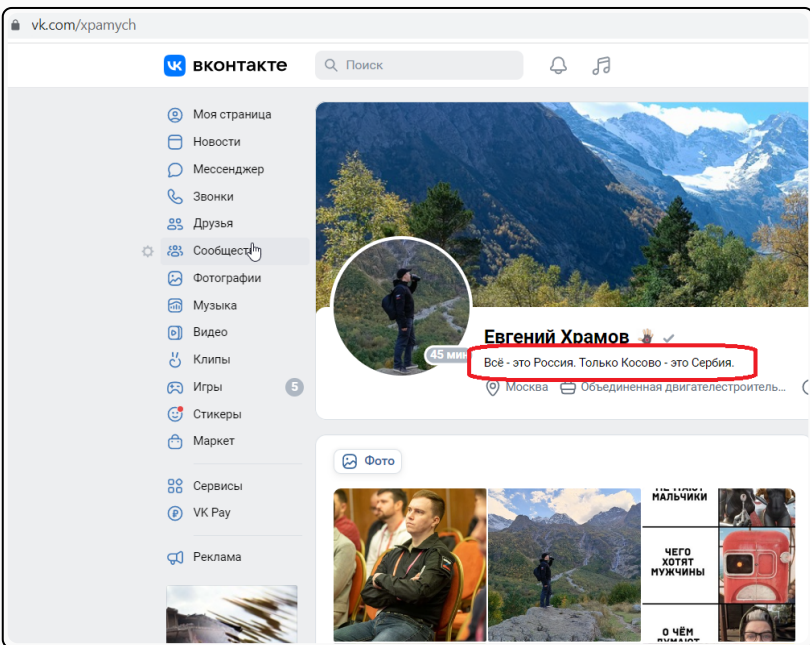 vk.com/xpamych
ВКОНТАКТЕ
Поиск
Моя страница
Новости
Мессенджер
Звонки
Друзья
Сообщест
Фотографии
Музыка
Видео
Клипы
Игры 5
Стикеры
Маркет
Сервисы
VK Pay
Реклама
45 мин
Евгений Храмов
Всё - это Россия. Только Косово - это Сербия.
Москва Объединенная двигателестроитель...
Фото
МАЛЬЧИКИ
ЧЕГО
ХОТЯТ
МУЖЧИНЫ
О ЧЁМ